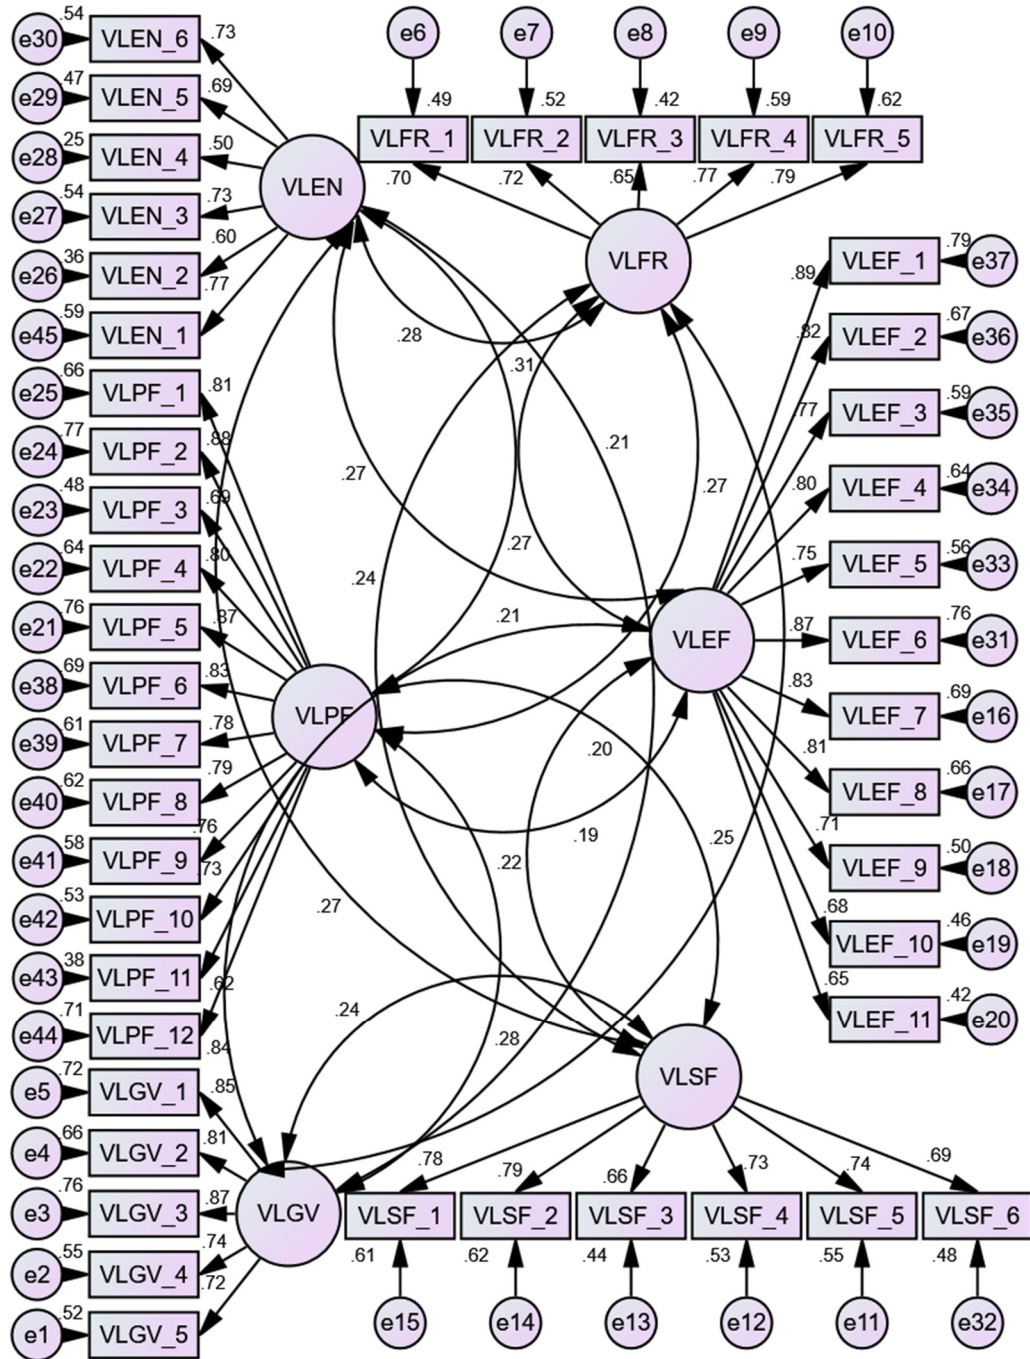 e30 .54 VLEN_6 .73
e29 .47 VLEN_5 .69
e28 .25 VLEN_4 .50
e27 .54 VLEN_3 .73
e26 .36 VLEN_2 .60
e45 .59 VLEN_1 .77
VLEN
e6 e7 e8 e9 e10
.49 .52 .42 .59 .62
VLFR_1 VLFR_2 VLFR_3 VLFR_4 VLFR_5
.70 .72 .65 .77 .79
VLFR
e25 .66 VLPF_1 .81
e24 .77 VLPF_2 .88
e23 .48 VLPF_3 .69
e22 .64 VLPF_4 .80
e21 .76 VLPF_5 .87
e38 .69 VLPF_6 .83
e39 .61 VLPF_7 .78
e40 .62 VLPF_8 .79
e41 .58 VLPF_9 .76
e42 .53 VLPF_10 .73
e43 .38 VLPF_11 .62
e44 .71 VLPF_12 .84
VLPF
.89 VLEF_1 .79 e37
.82 VLEF_2 .67 e36
.77 VLEF_3 .59 e35
.80 VLEF_4 .64 e34
.75 VLEF_5 .56 e33
.87 VLEF_6 .76 e31
.83 VLEF_7 .69 e16
.81 VLEF_8 .66 e17
.71 VLEF_9 .50 e18
.68 VLEF_10 .46 e19
.65 VLEF_11 .42 e20
VLEF
.28
.31
.21
.27
.27
.27
.24
.21
.20
.19
.25
.22
.27
.24
.28
e5 .72 VLGV_1 .85
e4 .66 VLGV_2 .81
e3 .76 VLGV_3 .87
e2 .55 VLGV_4 .74
e1 .52 VLGV_5 .72
VLGV
VLSF
.78 .79 .66 .73 .74 .69
VLSF_1 VLSF_2 VLSF_3 VLSF_4 VLSF_5 VLSF_6
.61 .62 .44 .53 .55 .48
e15 e14 e13 e12 e11 e32